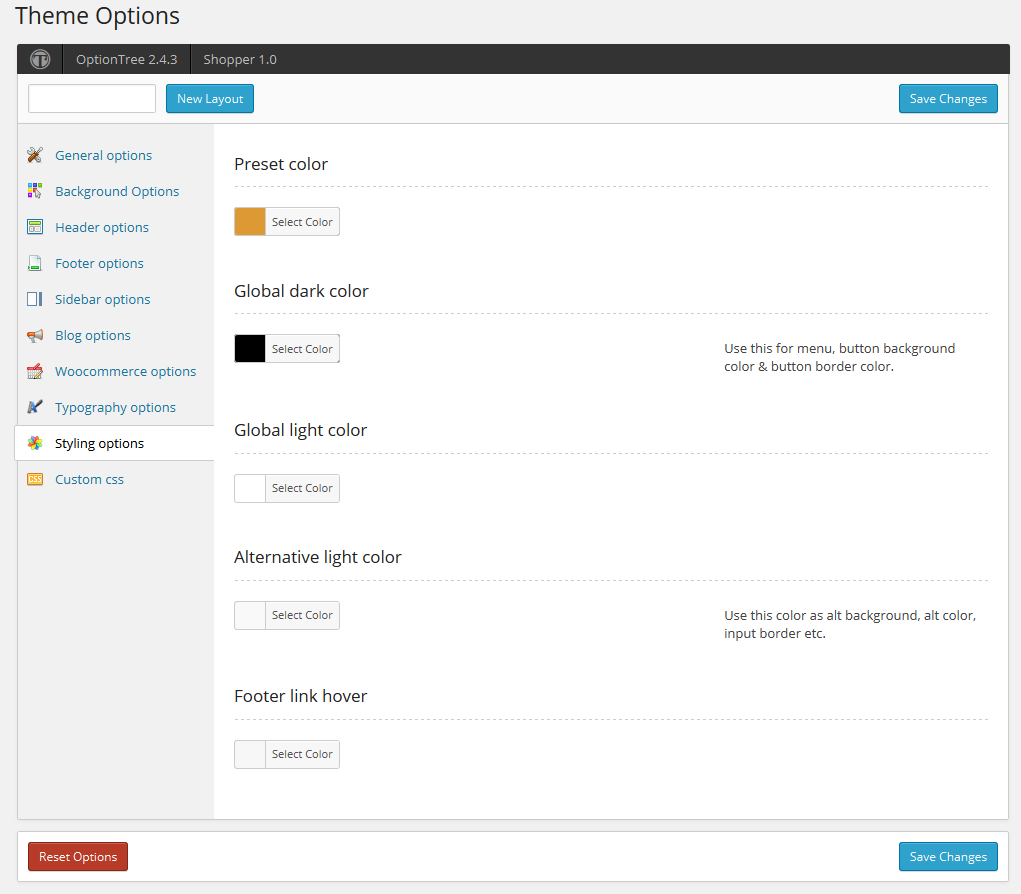 Theme Options
OptionTree 2.4.3
Shopper 1.0
New Layout
Save Changes
General options
Background Options
Header options
Footer options
Sidebar options
Blog options
Woocommerce options
Typography options
Styling options
CSS
Custom css
Preset color
Select Color
Global dark color
Select Color
Use this for menu, button background
color & button border color.
Global light color
Select Color
Alternative light color
Select Color
Use this color as alt background, alt color,
input border etc.
Footer link hover
Select Color
Reset Options
Save Changes